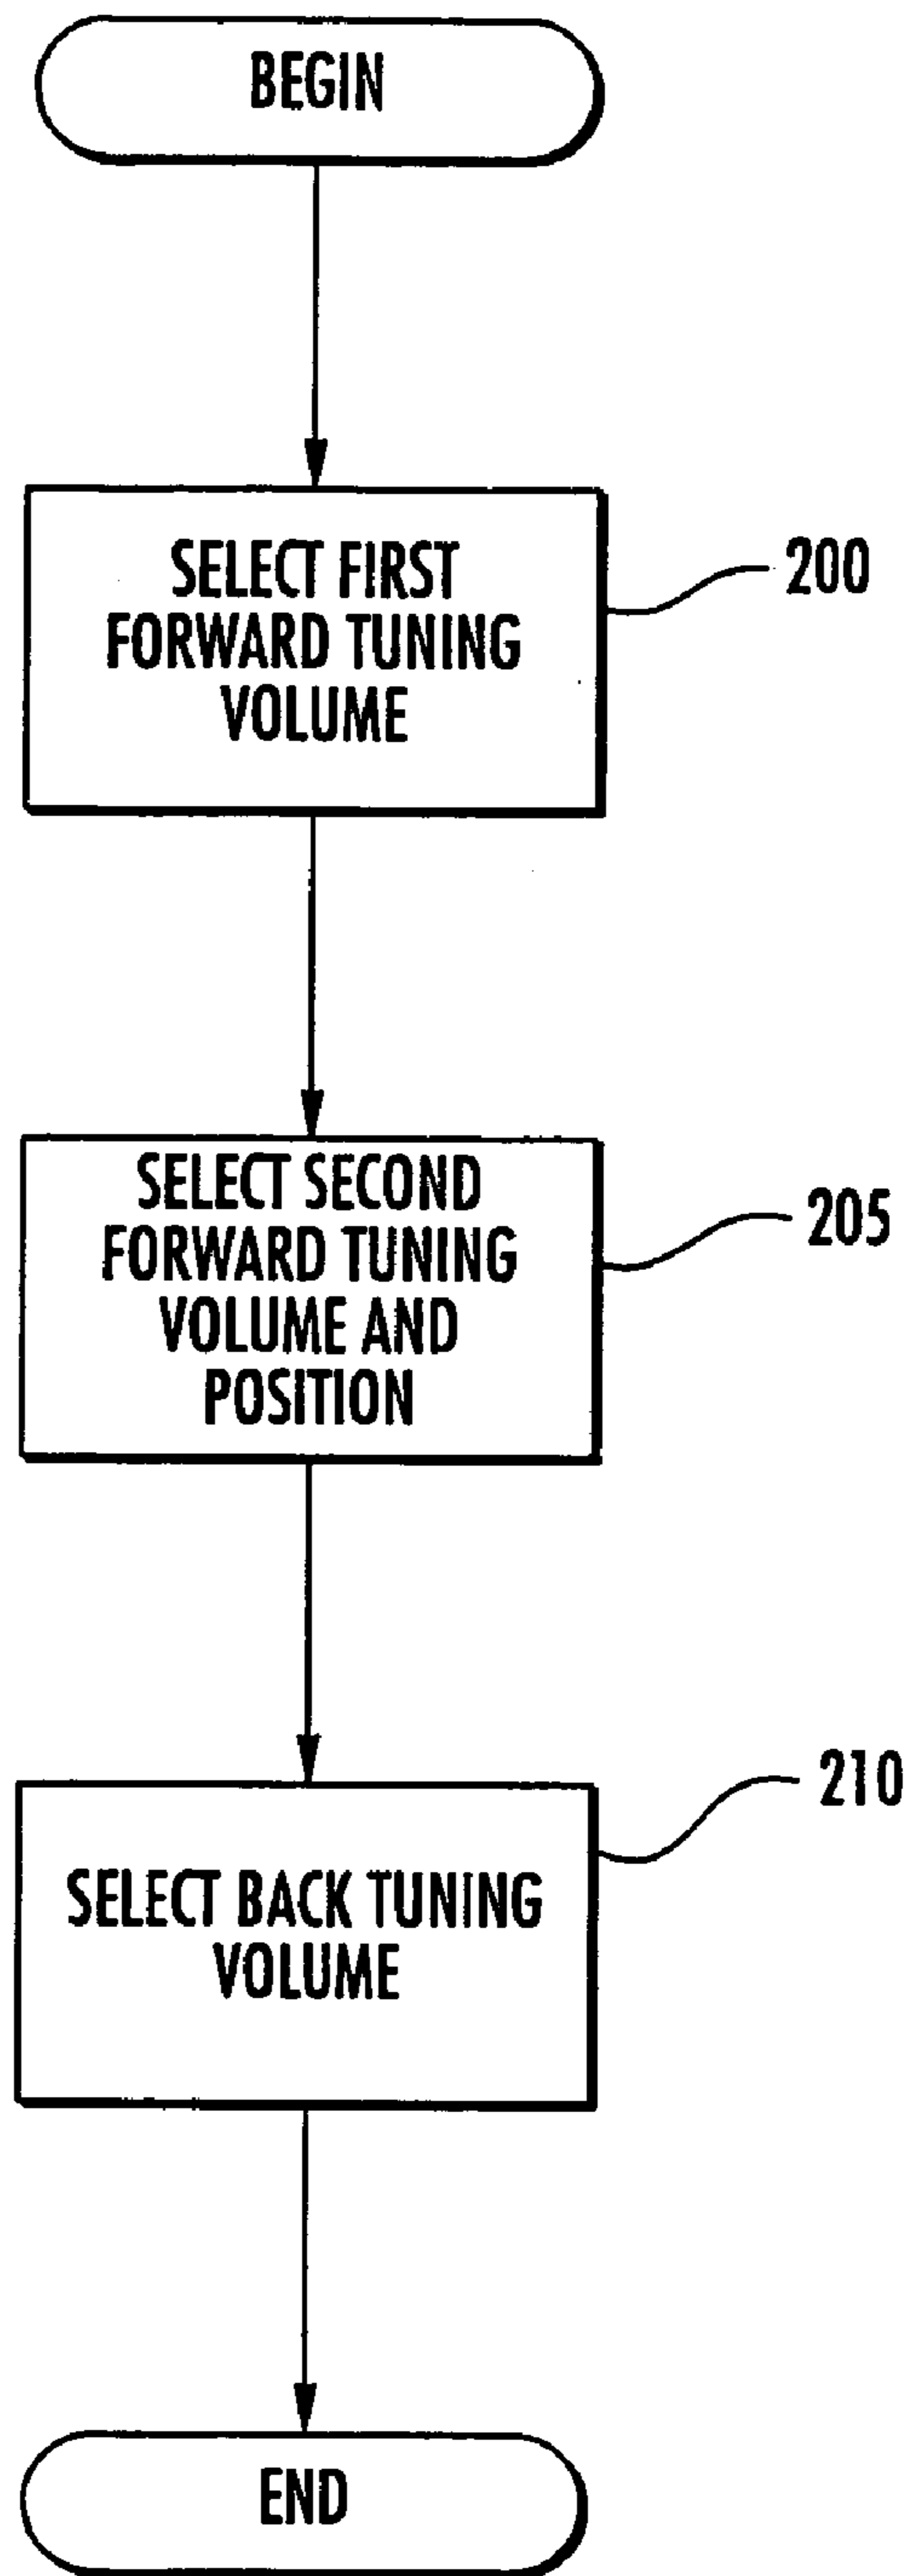 BEGIN
SELECT FIRST
FORWARD TUNING
VOLUME
200
SELECT SECOND
FORWARD TUNING
VOLUME AND
POSITION
205
SELECT BACK TUNING
VOLUME
210
END